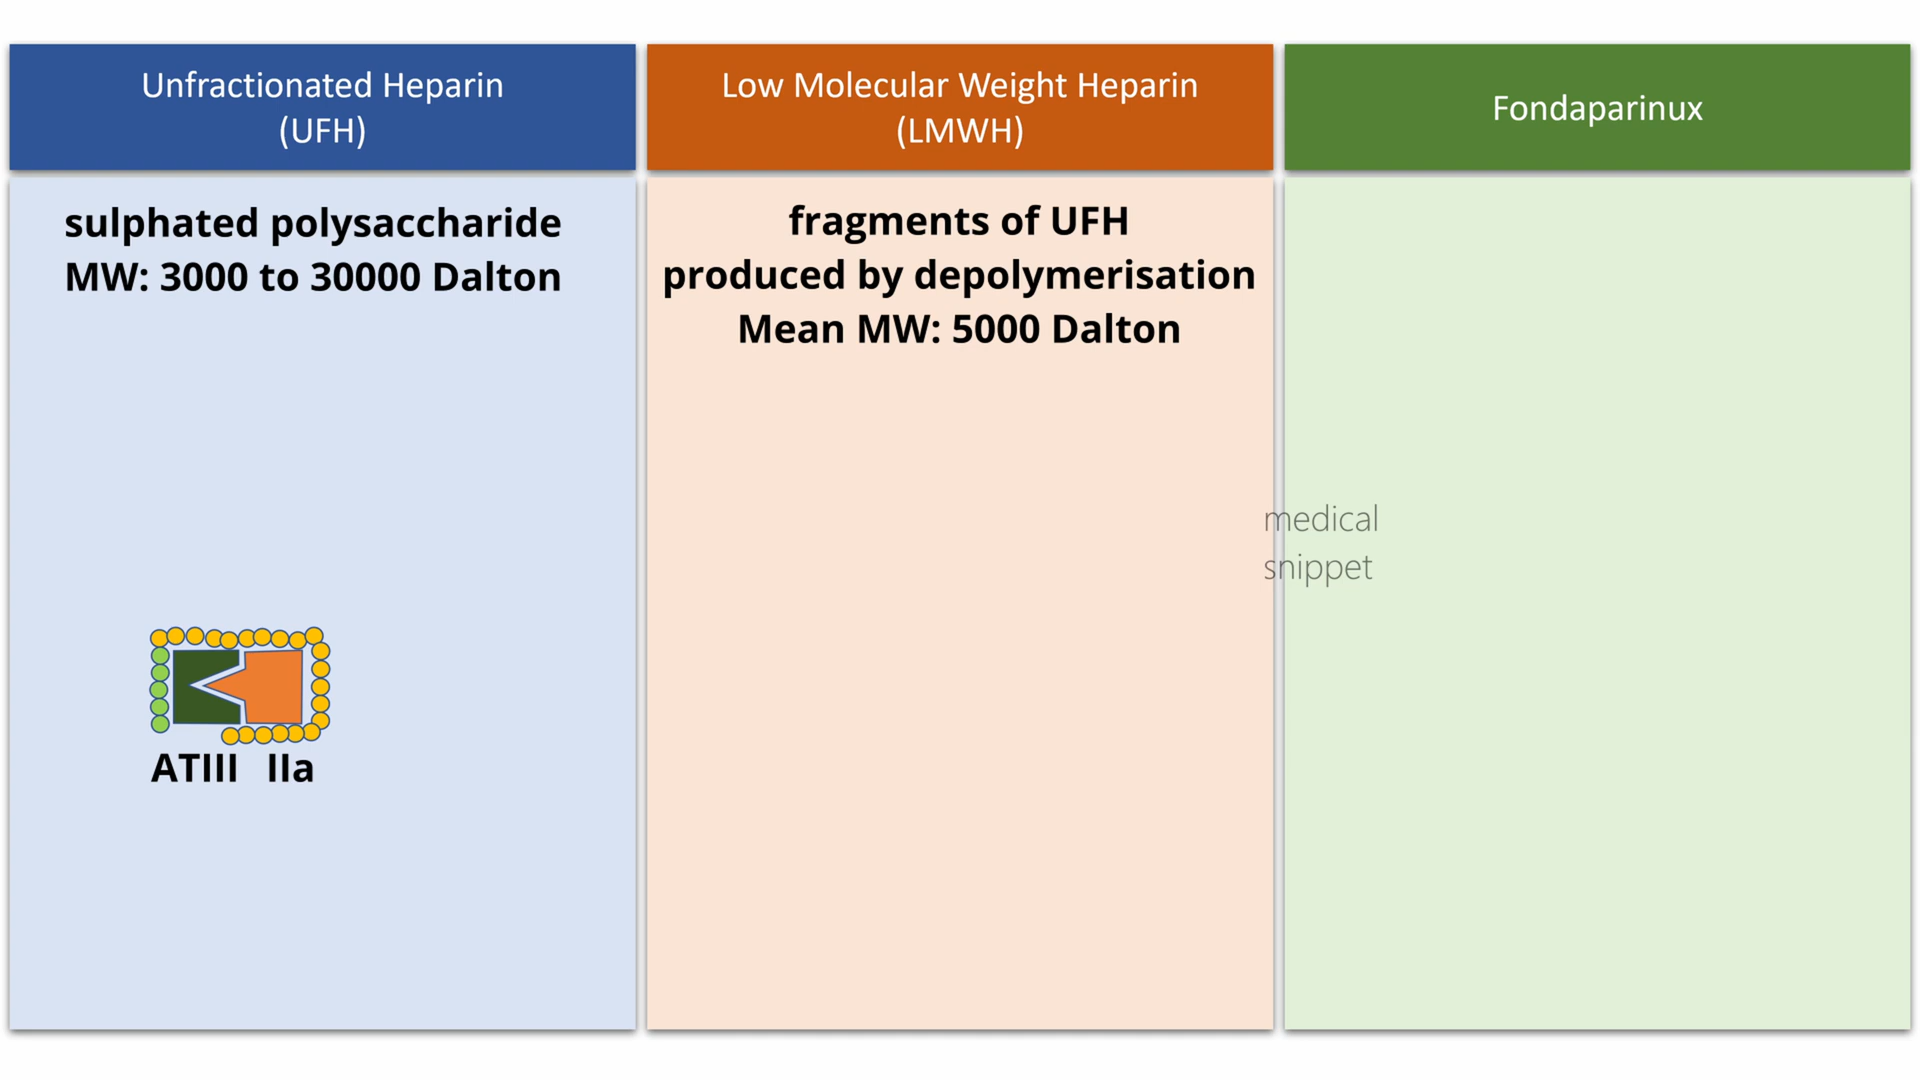 Unfractionated Heparin
(UFH)
Low Molecular Weight Heparin
(LMWH)
Fondaparinux
sulphated polysaccharide
MW: 3000 to 30000 Dalton
fragments of UFH
produced by depolymerisation
Mean MW: 5000 Dalton
medical
snippet
ATIII IIa